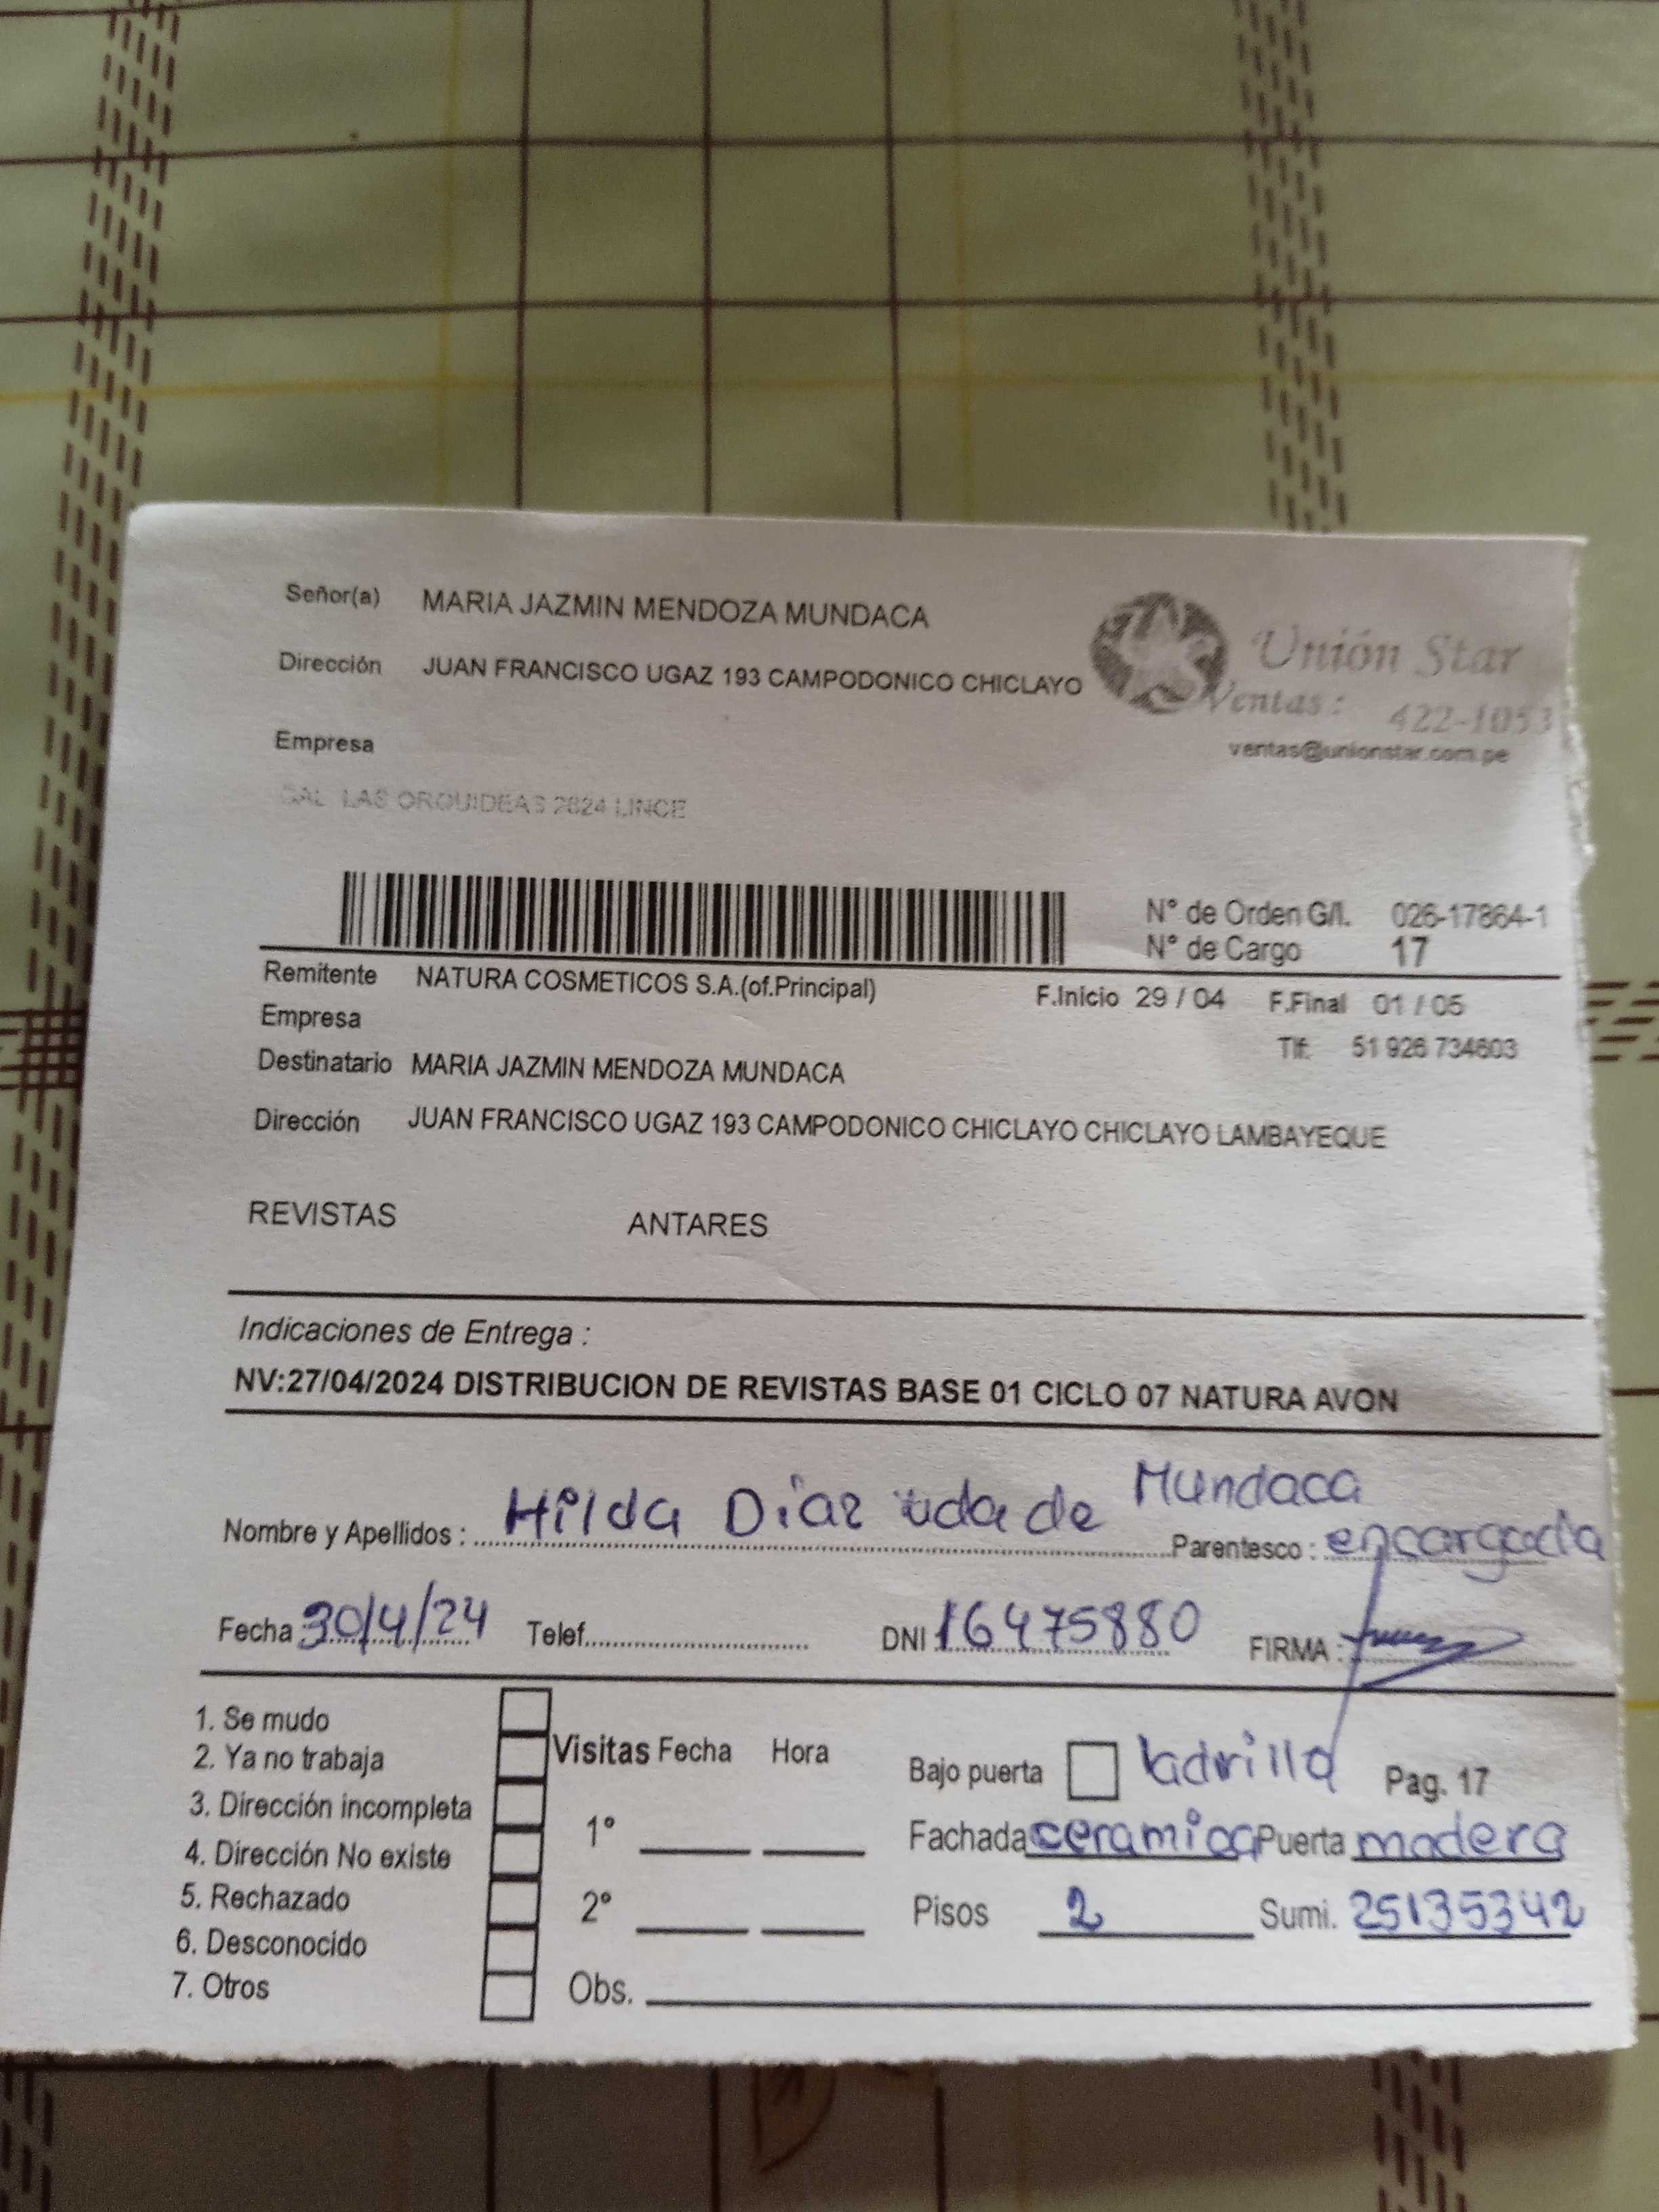 Señor(a) MARIA JAZMIN MENDOZA MUNDACA
Dirección JUAN FRANCISCO UGAZ 193 CAMPODONICO CHICLAYO
Unión Star
Ventas: 422-1053
ventas@unionstar.com.pe
Empresa
CAL LAS ORQUIDEAS 2624 LINCE
N° de Orden G/I. 026-17864-1
N° de Cargo 17
Remitente NATURA COSMETICOS S.A.(of.Principal)
F.Inicio 29 / 04 F.Final 01 / 05
Empresa
Tlf: 51 926 734603
Destinatario MARIA JAZMIN MENDOZA MUNDACA
Dirección JUAN FRANCISCO UGAZ 193 CAMPODONICO CHICLAYO CHICLAYO LAMBAYEQUE
REVISTAS ANTARES
Indicaciones de Entrega :
NV:27/04/2024 DISTRIBUCION DE REVISTAS BASE 01 CICLO 07 NATURA AVON
Nombre y Apellidos : Hilda Diaz vda de Mundaca Parentesco : encargada
Fecha 30/4/24 Telef. DNI 16475880 FIRMA :
1. Se mudo
2. Ya no trabaja
3. Dirección incompleta
4. Dirección No existe
5. Rechazado
6. Desconocido
7. Otros
Visitas Fecha Hora
1°
2°
Obs.
Bajo puerta ladrillo Pag. 17
Fachada ceramica Puerta madera
Pisos 2 Sumi. 25135342